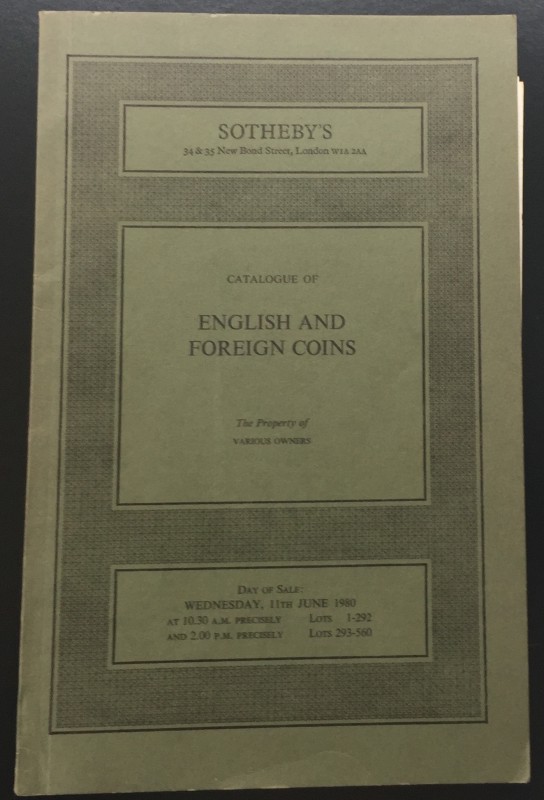 SOTHEBY'S
34 & 35 New Bond Street, London W1A 2AA
CATALOGUE OF
ENGLISH AND
FOREIGN COINS
The Property of
VARIOUS OWNERS
DAY OF SALE:
WEDNESDAY, 11TH JUNE 1980
AT 10.30 A.M. PRECISELY LOTS 1-292
AND 2.00 P.M. PRECISELY LOTS 293-560